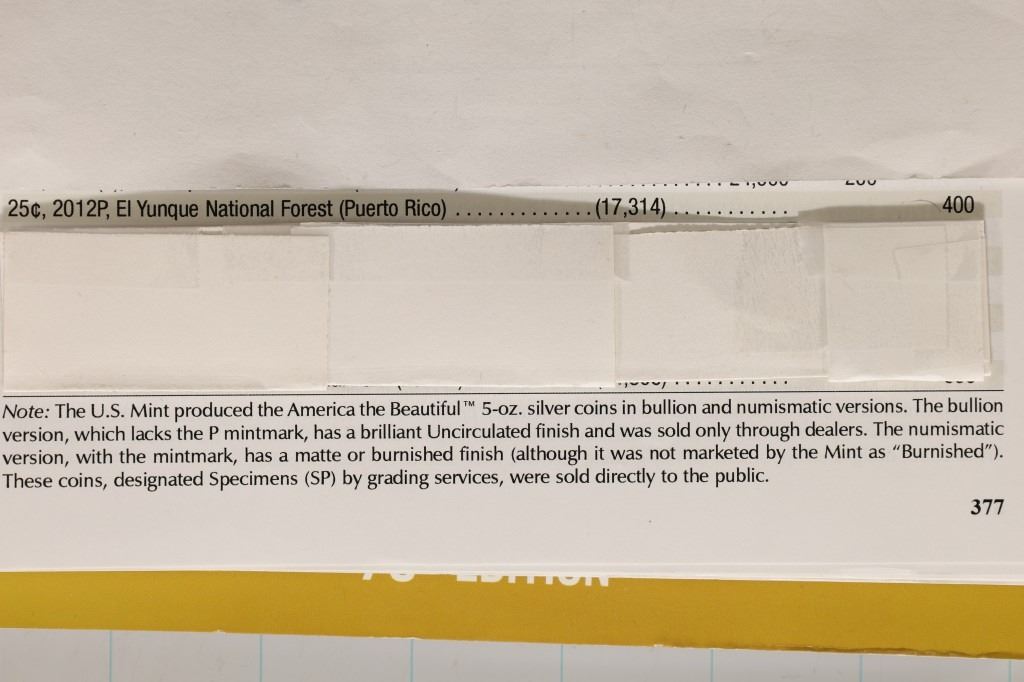 25¢, 2012P, El Yunque National Forest (Puerto Rico) . . . . . . . . . . . . . (17,314) . . . . . . . . . . . 400
Note: The U.S. Mint produced the America the Beautiful™ 5-oz. silver coins in bullion and numismatic versions. The bullion
version, which lacks the P mintmark, has a brilliant Uncirculated finish and was sold only through dealers. The numismatic
version, with the mintmark, has a matte or burnished finish (although it was not marketed by the Mint as “Burnished”).
These coins, designated Specimens (SP) by grading services, were sold directly to the public.
377
EDITION